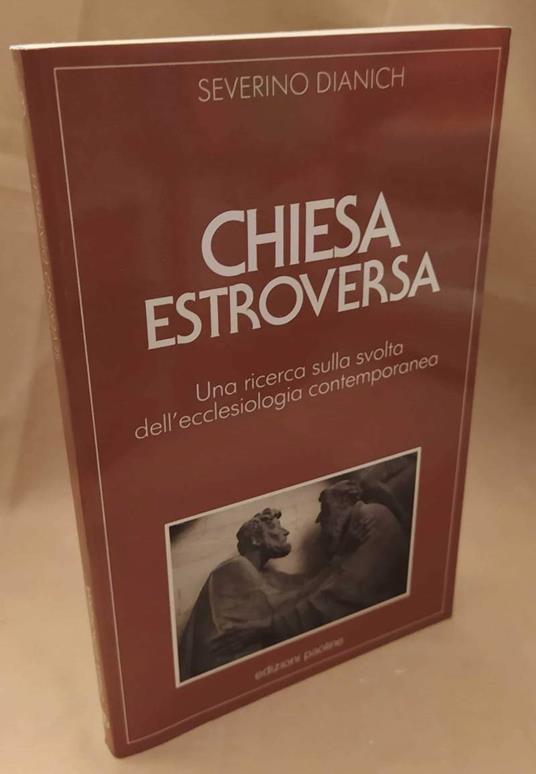 SEVERINO DIANICH
CHIESA
ESTROVERSA
Una ricerca sulla svolta
dell'ecclesiologia contemporanea
edizioni paoline